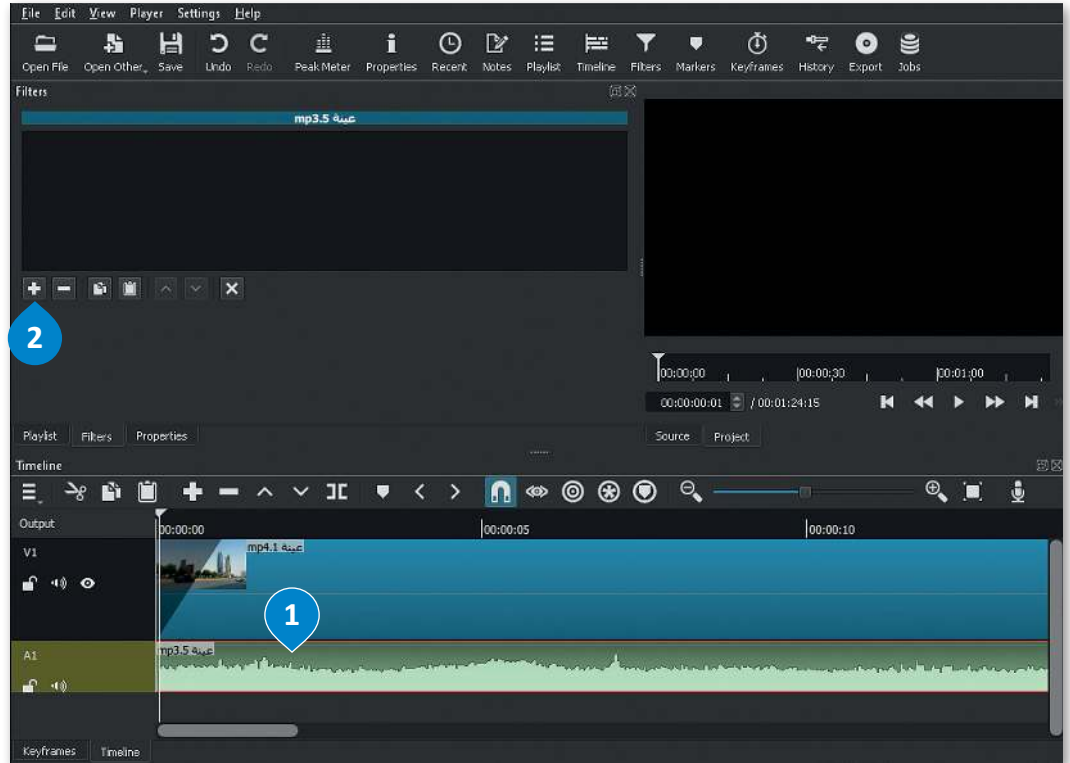 File Edit View Player Settings Help
Open File Open Other.. Save Undo Redo Peak Meter Properties Recent Notes Playlist Timeline Filters Markers Keyframes History Export Jobs
Filters
عينة mp3.5
2
00:00:00 00:00:30 00:01:00
00:00:00:01 / 00:01:24:15
Playlist Filters Properties
Source Project
Timeline
Output 00:00:00 00:00:05 00:00:10
V1
عينة mp4.1
1
A1
عينة mp3.5
Keyframes Timeline